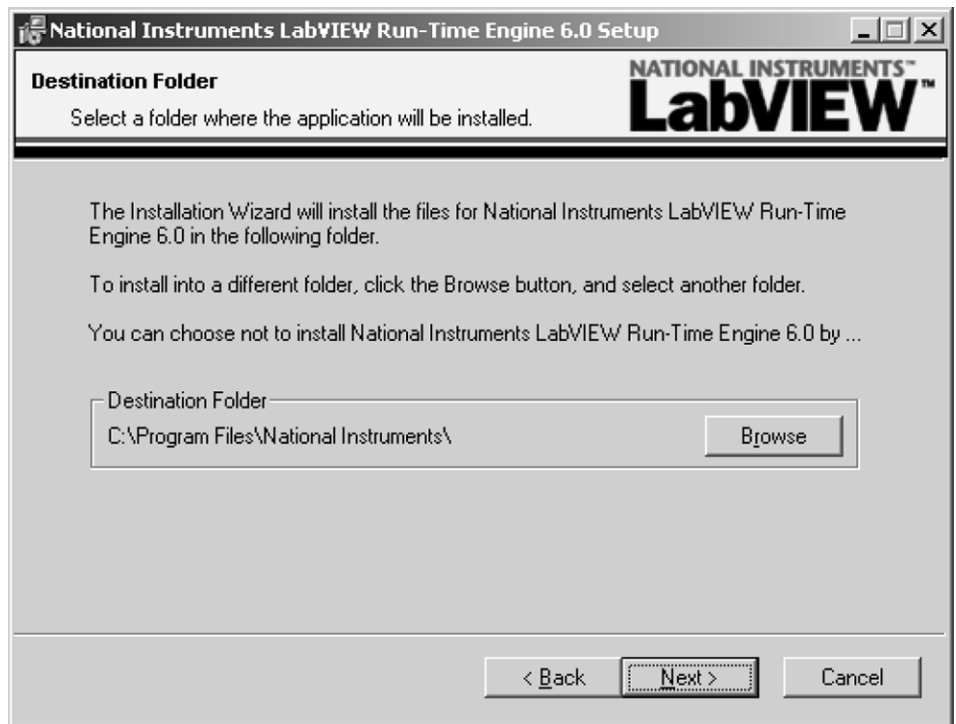 National Instruments LabVIEW Run-Time Engine 6.0 Setup
Destination Folder
Select a folder where the application will be installed.
NATIONAL INSTRUMENTS™
LabVIEW™
The Installation Wizard will install the files for National Instruments LabVIEW Run-Time
Engine 6.0 in the following folder.
To install into a different folder, click the Browse button, and select another folder.
You can choose not to install National Instruments LabVIEW Run-Time Engine 6.0 by ...
Destination Folder
C:\Program Files\National Instruments\
Browse
< Back
Next >
Cancel